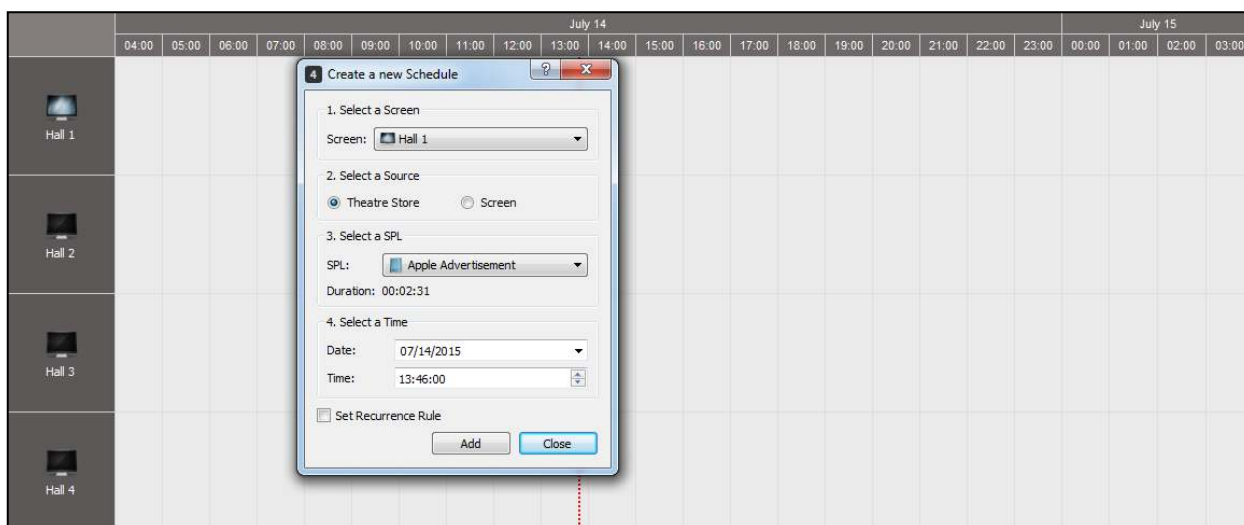 July 14 July 15
04:00 05:00 06:00 07:00 08:00 09:00 10:00 11:00 12:00 13:00 14:00 15:00 16:00 17:00 18:00 19:00 20:00 21:00 22:00 23:00 00:00 01:00 02:00 03:00
4 Create a new Schedule ? X
1. Select a Screen
Screen: Hall 1
2. Select a Source
Theatre Store Screen
3. Select a SPL
SPL: Apple Advertisement
Duration: 00:02:31
4. Select a Time
Date: 07/14/2015
Time: 13:46:00
Set Recurrence Rule
Add Close
Hall 1
Hall 2
Hall 3
Hall 4